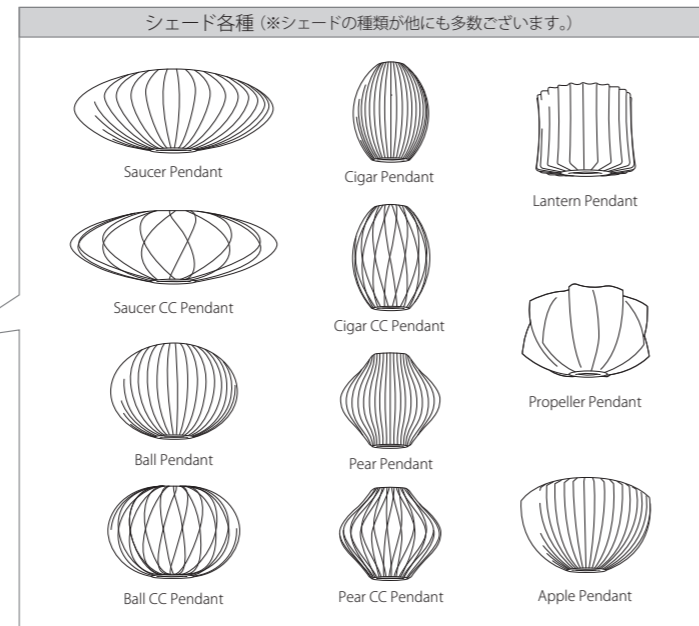 シェード各種（※シェードの種類が他にも多数ございます。）
Saucer Pendant
Cigar Pendant
Lantern Pendant
Saucer CC Pendant
Cigar CC Pendant
Propeller Pendant
Ball Pendant
Pear Pendant
Ball CC Pendant
Pear CC Pendant
Apple Pendant